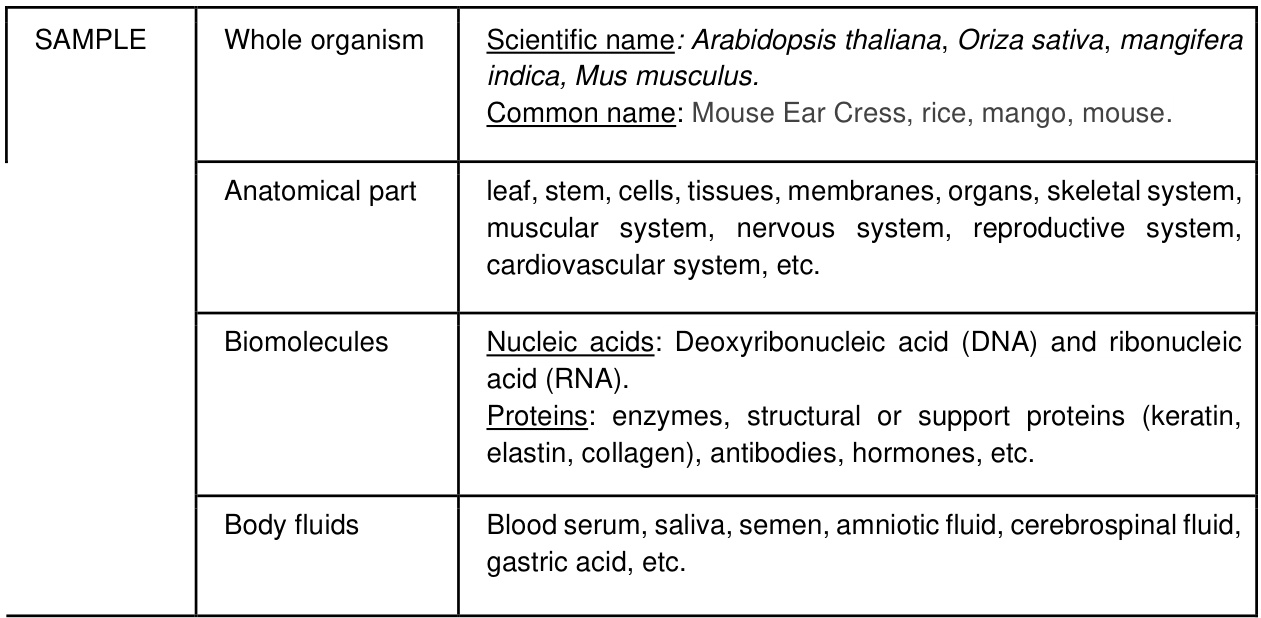 SAMPLE
Whole organism
Scientific name: Arabidopsis thaliana, Oriza sativa, mangifera
indica, Mus musculus.
Common name: Mouse Ear Cress, rice, mango, mouse.
Anatomical part
leaf, stem, cells, tissues, membranes, organs, skeletal system,
muscular system, nervous system, reproductive system,
cardiovascular system, etc.
Biomolecules
Nucleic acids: Deoxyribonucleic acid (DNA) and ribonucleic
acid (RNA).
Proteins: enzymes, structural or support proteins (keratin,
elastin, collagen), antibodies, hormones, etc.
Body fluids
Blood serum, saliva, semen, amniotic fluid, cerebrospinal fluid,
gastric acid, etc.